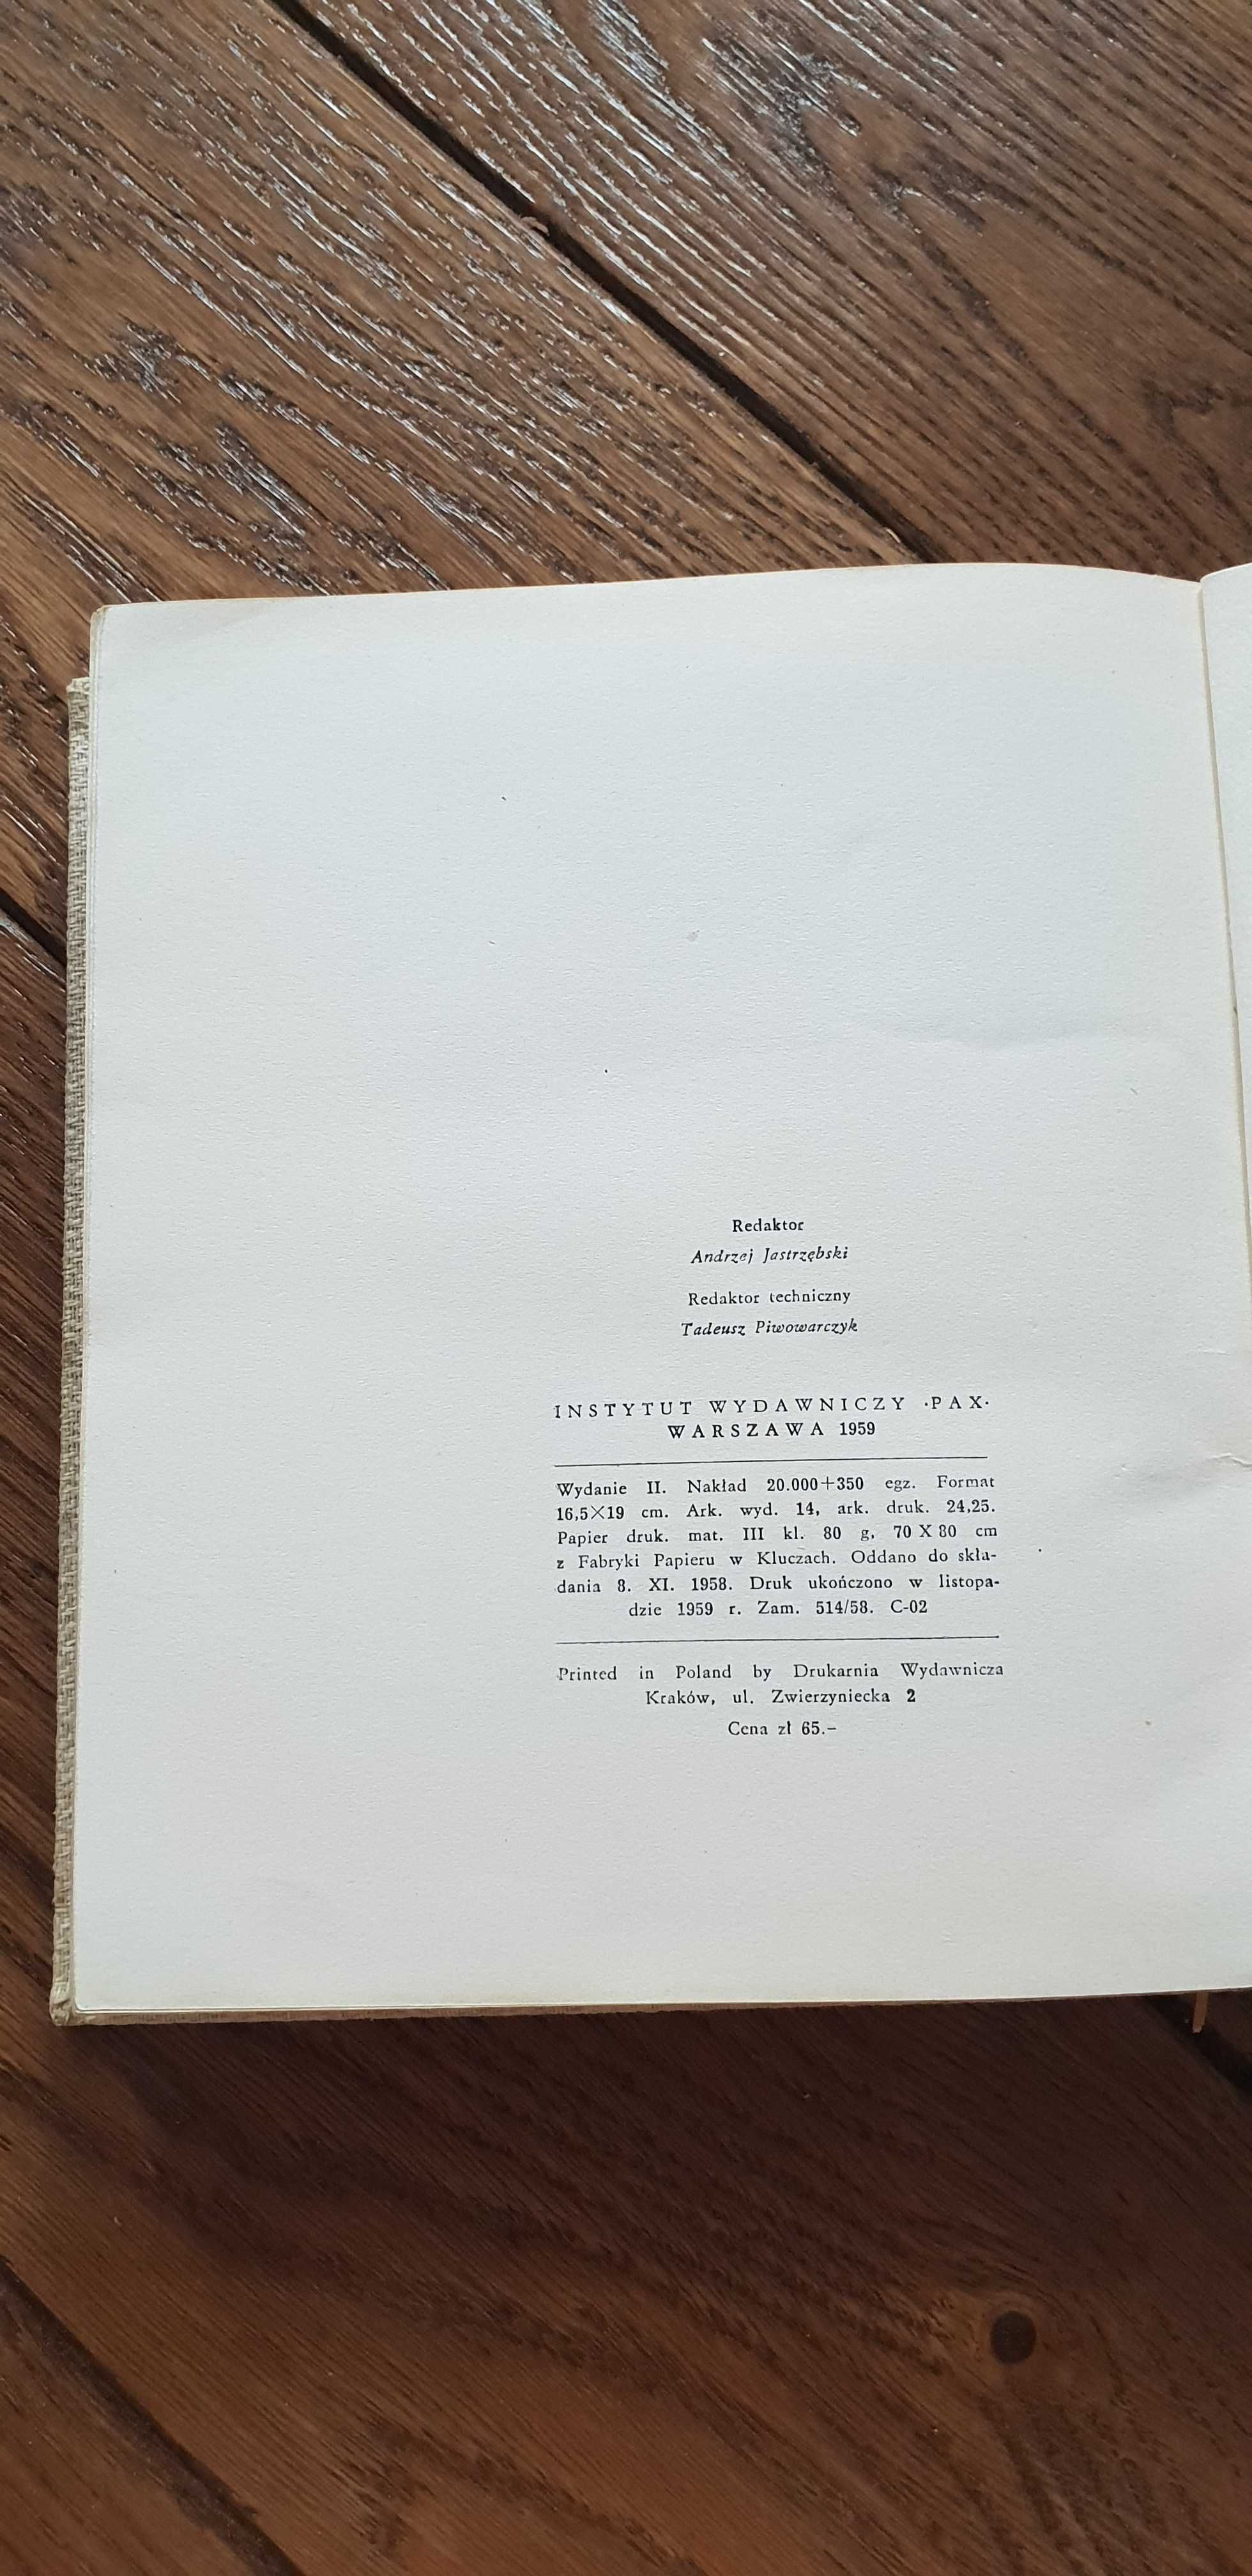 Redaktor
Andrzej Jastrzębski
Redaktor techniczny
Tadeusz Piwowarczyk
INSTYTUT WYDAWNICZY ·PAX·
WARSZAWA 1959
Wydanie II. Nakład 20.000+350 egz. Format
16,5×19 cm. Ark. wyd. 14, ark. druk. 24,25.
Papier druk. mat. III kl. 80 g, 70 X 80 cm
z Fabryki Papieru w Kluczach. Oddano do skła-
dania 8. XI. 1958. Druk ukończono w listopa-
dzie 1959 r. Zam. 514/58. C-02
Printed in Poland by Drukarnia Wydawnicza
Kraków, ul. Zwierzyniecka 2
Cena zł 65.–